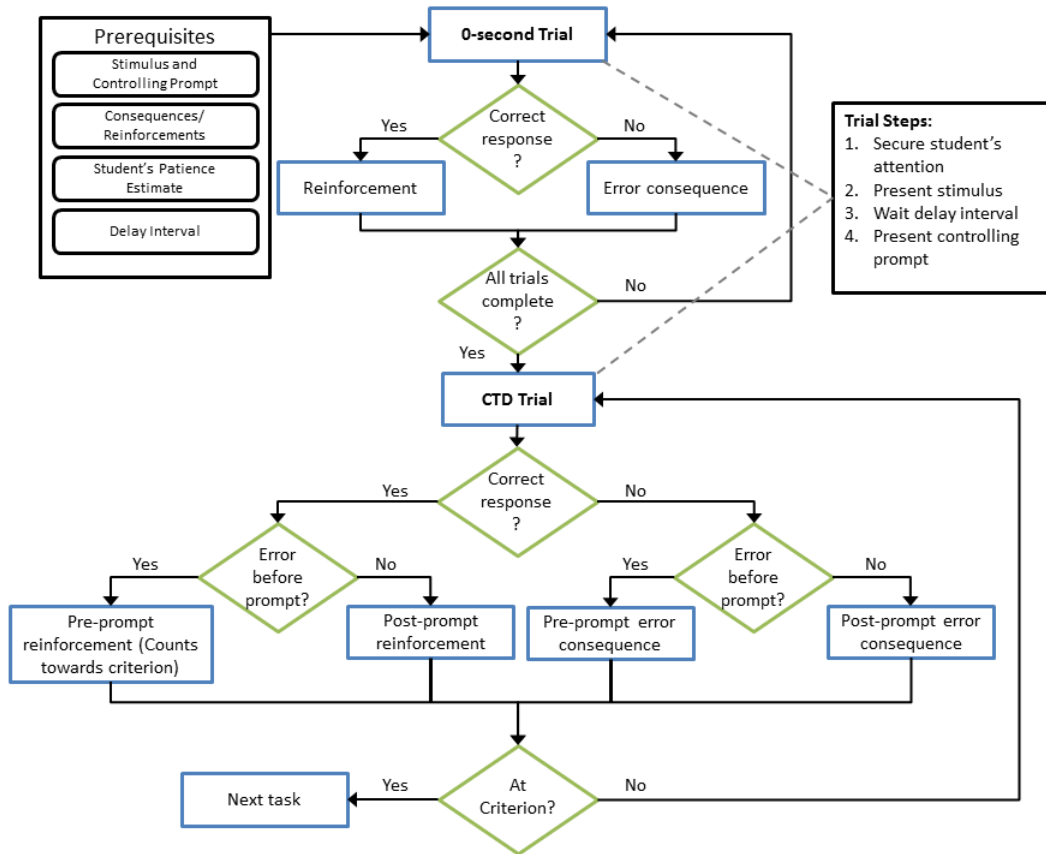 Prerequisites
Stimulus and
Controlling Prompt
Consequences/
Reinforcements
Student's Patience
Estimate
Delay Interval
0-second Trial
Correct
response
?
Yes
No
Reinforcement
Error consequence
Trial Steps:
1. Secure student's
attention
2. Present stimulus
3. Wait delay interval
4. Present controlling
prompt
All trials
complete
?
No
Yes
CTD Trial
Correct
response
?
Yes
No
Error
before
prompt?
Yes
No
Error
before
prompt?
Yes
No
Pre-prompt
reinforcement (Counts
towards criterion)
Post-prompt
reinforcement
Pre-prompt error
consequence
Post-prompt error
consequence
At
Criterion?
Yes
No
Next task